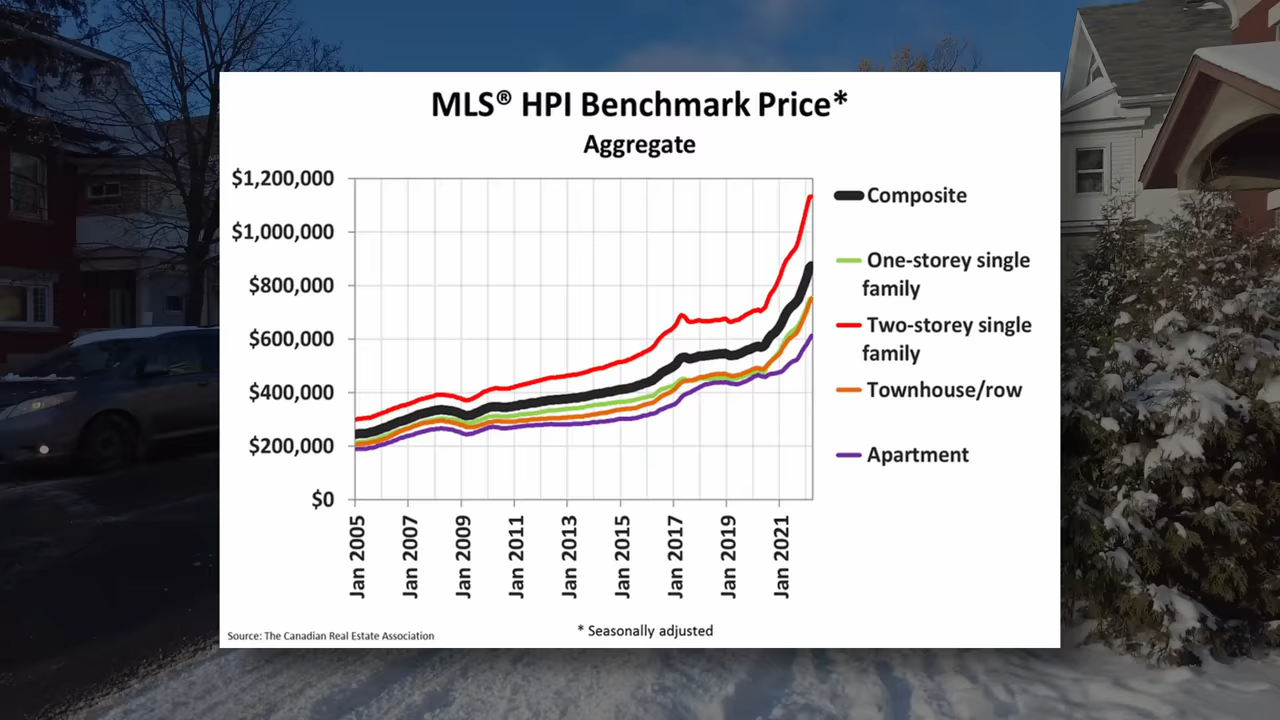 MLS® HPI Benchmark Price*
Aggregate
$1,200,000
$1,000,000
$800,000
$600,000
$400,000
$200,000
$0
Jan 2005
Jan 2007
Jan 2009
Jan 2011
Jan 2013
Jan 2015
Jan 2017
Jan 2019
Jan 2021
Composite
One-storey single
family
Two-storey single
family
Townhouse/row
Apartment
* Seasonally adjusted
Source: The Canadian Real Estate Association